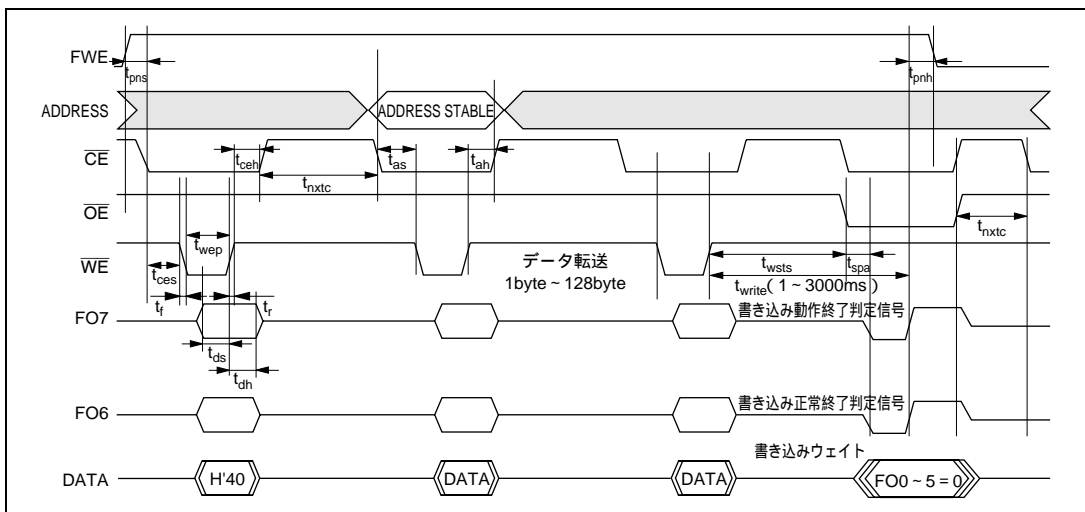 FWE
tpns
tpnh
ADDRESS
ADDRESS STABLE
CE
tceh
tas
tah
tnxtc
OE
tnxtc
twep
WE
データ転送
1byte ~ 128byte
tces
twsts
tspa
twrite( 1 ~ 3000ms )
tf
tr
FO7
書き込み動作終了判定信号
tds
tdh
FO6
書き込み正常終了判定信号
書き込みウェイト
DATA
H'40
DATA
DATA
FO0 ~ 5 = 0